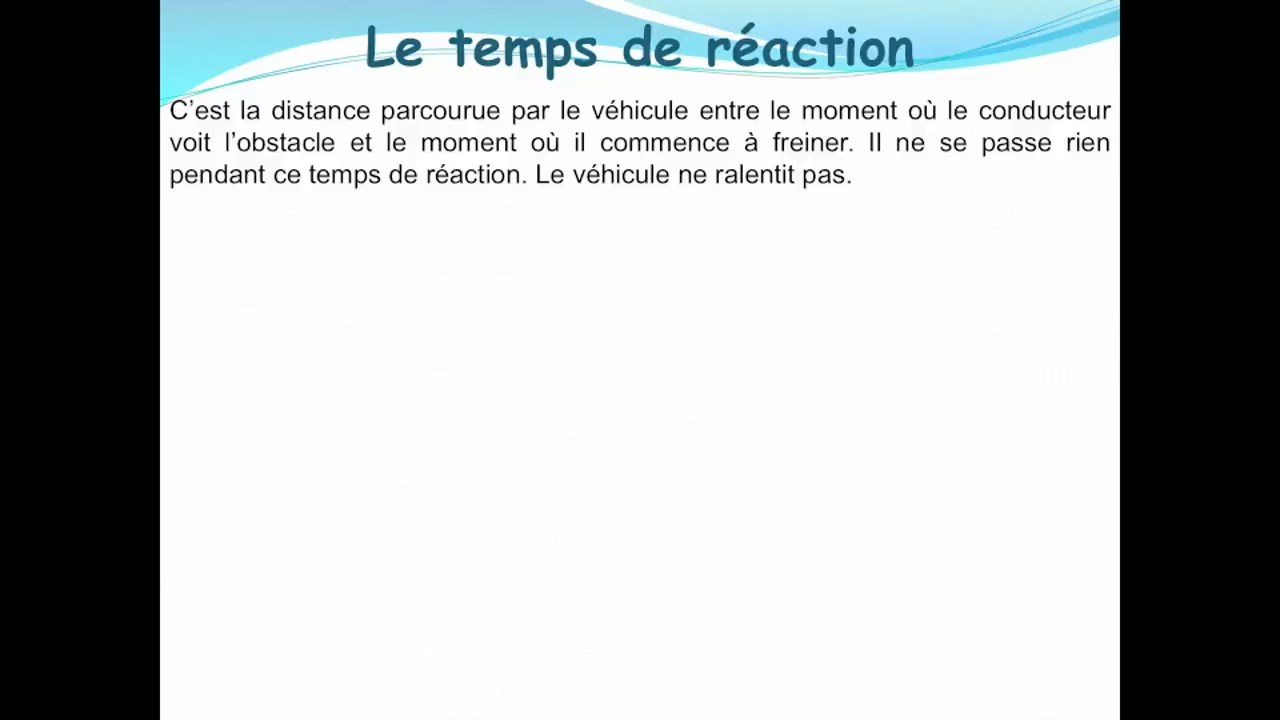 Le temps de réaction
C’est la distance parcourue par le véhicule entre le moment où le conducteur
voit l’obstacle et le moment où il commence à freiner. Il ne se passe rien
pendant ce temps de réaction. Le véhicule ne ralentit pas.